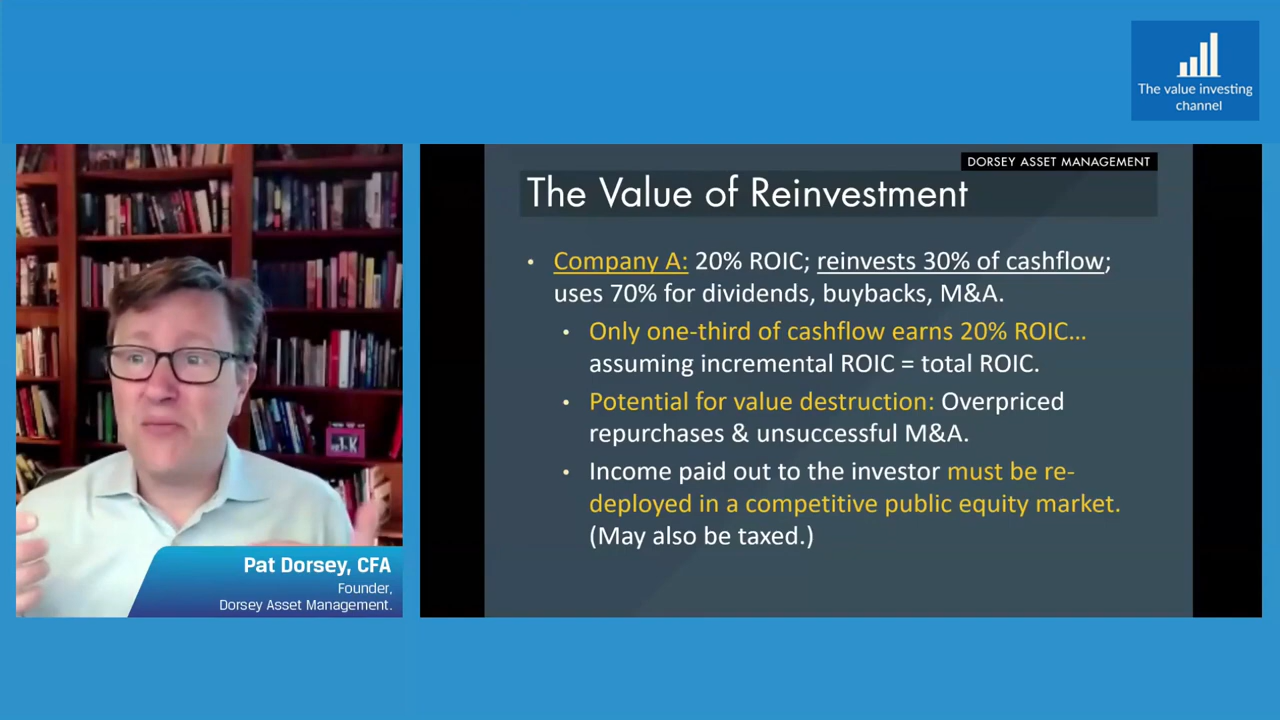 The value investing
channel
DORSEY ASSET MANAGEMENT
The Value of Reinvestment
• Company A: 20% ROIC; reinvests 30% of cashflow;
uses 70% for dividends, buybacks, M&A.
• Only one-third of cashflow earns 20% ROIC...
assuming incremental ROIC = total ROIC.
• Potential for value destruction: Overpriced
repurchases & unsuccessful M&A.
• Income paid out to the investor must be re-
deployed in a competitive public equity market.
(May also be taxed.)
Pat Dorsey, CFA
Founder,
Dorsey Asset Management.